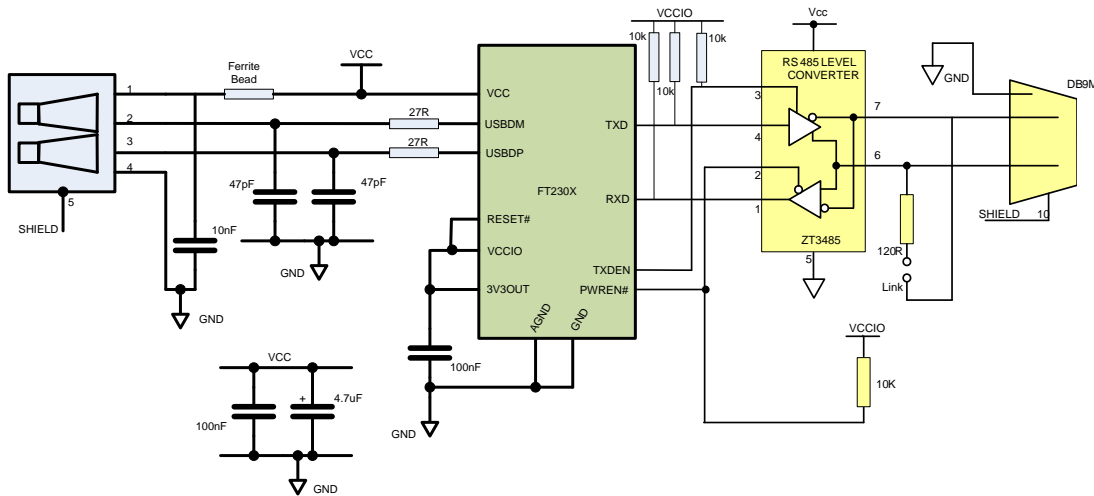 VCCIO
Vcc
10k
10k
10k
VCC
Ferrite
Bead
RS 485 LEVEL
CONVERTER
GND
DB9M
1
2
3
4
5
SHIELD
27R
27R
47pF
47pF
10nF
GND
GND
VCC
USBDM
USBDP
RESET#
VCCIO
3V3OUT
FT230X
TXD
RXD
TXDEN
PWREN#
AGND
GND
3
4
2
1
7
6
5
ZT3485
120R
Link
SHIELD
10
VCCIO
10K
100nF
GND
VCC
100nF
+
4.7uF
GND